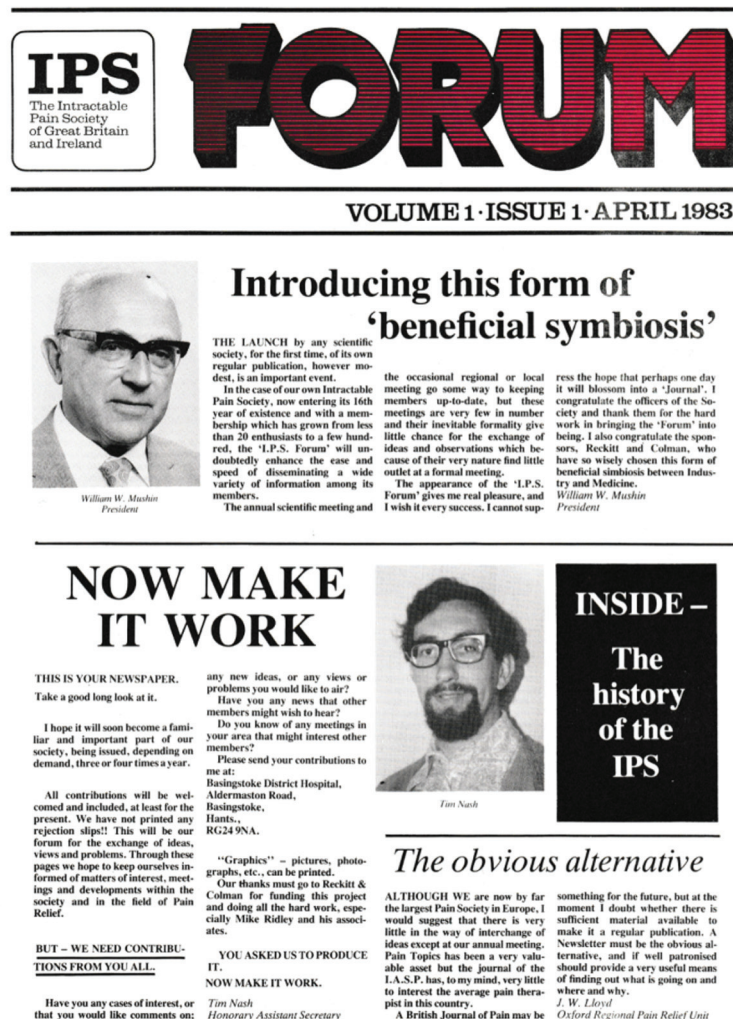 IPS
The Intractable
Pain Society
of Great Britain
and Ireland
FORUM
VOLUME 1·ISSUE 1·APRIL 1983
Introducing this form of
‘beneficial symbiosis’
William W. Mushin
President
THE LAUNCH by any scientific
society, for the first time, of its own
regular publication, however mo-
dest, is an important event.
In the case of our own Intractable
Pain Society, now entering its 16th
year of existence and with a mem-
bership which has grown from less
than 20 enthusiasts to a few hund-
red, the ‘I.P.S. Forum’ will un-
doubtedly enhance the ease and
speed of disseminating a wide
variety of information among its
members.
The annual scientific meeting and
the occasional regional or local
meeting go some way to keeping
members up-to-date, but these
meetings are very few in number
and their inevitable formality give
little chance for the exchange of
ideas and observations which be-
cause of their very nature find little
outlet at a formal meeting.
The appearance of the ‘I.P.S.
Forum’ gives me real pleasure, and
I wish it every success. I cannot sup-
ress the hope that perhaps one day
it will blossom into a ‘Journal’. I
congratulate the officers of the So-
ciety and thank them for the hard
work in bringing the ‘Forum’ into
being. I also congratulate the spon-
sors, Reckitt and Colman, who
have so wisely chosen this form of
beneficial simbiosis between Indus-
try and Medicine.
William W. Mushin
President
NOW MAKE
IT WORK
THIS IS YOUR NEWSPAPER.
Take a good long look at it.
I hope it will soon become a fami-
liar and important part of our
society, being issued, depending on
demand, three or four times a year.
All contributions will be wel-
comed and included, at least for the
present. We have not printed any
rejection slips!! This will be our
forum for the exchange of ideas,
views and problems. Through these
pages we hope to keep ourselves in-
formed of matters of interest, meet-
ings and developments within the
society and in the field of Pain
Relief.
BUT – WE NEED CONTRIBU-
TIONS FROM YOU ALL.
Have you any cases of interest, or
that you would like comments on;
any new ideas, or any views or
problems you would like to air?
Have you any news that other
members might wish to hear?
Do you know of any meetings in
your area that might interest other
members?
Please send your contributions to
me at:
Basingstoke District Hospital,
Aldermaston Road,
Basingstoke,
Hants.,
RG24 9NA.
“Graphics” – pictures, photo-
graphs, etc., can be printed.
Our thanks must go to Reckitt &
Colman for funding this project
and doing all the hard work, espe-
cially Mike Ridley and his associ-
ates.
YOU ASKED US TO PRODUCE
IT.
NOW MAKE IT WORK.
Tim Nash
Honorary Assistant Secretary
Tim Nash
INSIDE –
The
history
of the
IPS
The obvious alternative
ALTHOUGH WE are now by far
the largest Pain Society in Europe, I
would suggest that there is very
little in the way of interchange of
ideas except at our annual meeting.
Pain Topics has been a very valu-
able asset but the journal of the
I.A.S.P. has, to my mind, very little
to interest the average pain thera-
pist in this country.
A British Journal of Pain may be
something for the future, but at the
moment I doubt whether there is
sufficient material available to
make it a regular publication. A
Newsletter must be the obvious al-
ternative, and if well patronised
should provide a very useful means
of finding out what is going on and
where and why.
J. W. Lloyd
Oxford Regional Pain Relief Unit